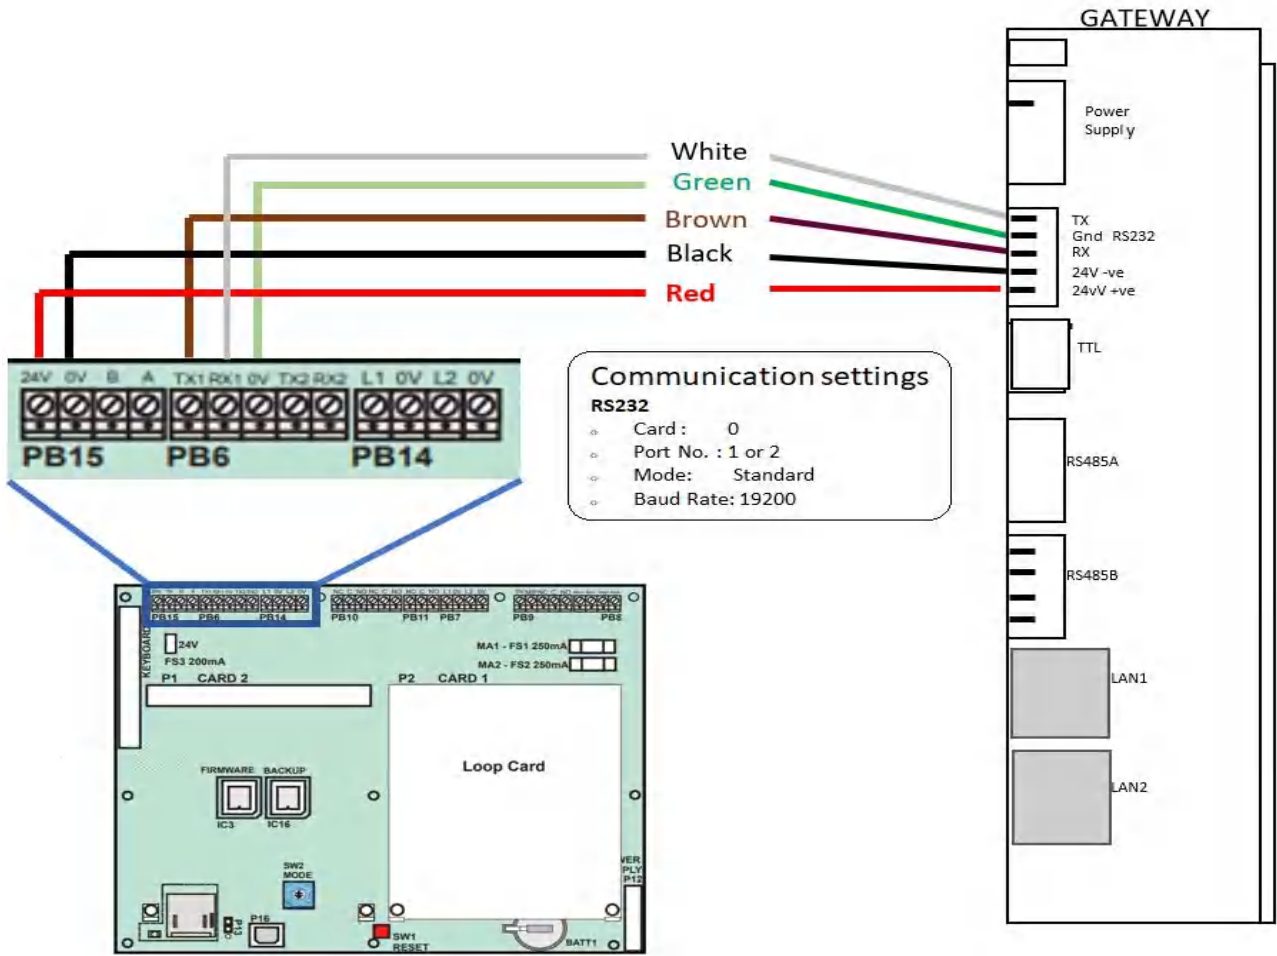 GATEWAY
Power
Supply
White
Green
Brown
Black
Red
TX
Gnd RS232
RX
24V -ve
24vV +ve
TTL
RS485A
RS485B
LAN1
LAN2
24V 0V B A TX1 RX1 0V TX2 RX2 L1 0V L2 0V
PB15 PB6 PB14
Communication settings
RS232
Card : 0
Port No. : 1 or 2
Mode: Standard
Baud Rate: 19200
PB15 PB6 PB14 PB10 PB11 PB7 PB9 PB8
KEYBOARD
24V
FS3 200mA
MA1 - FS1 250mA
MA2 - FS2 250mA
P1 CARD 2
P2 CARD 1
Loop Card
FIRMWARE BACKUP
IC3 IC16
SW2
MODE
WER
PLY
P12
P16
P13
SW1
RESET
BATT1